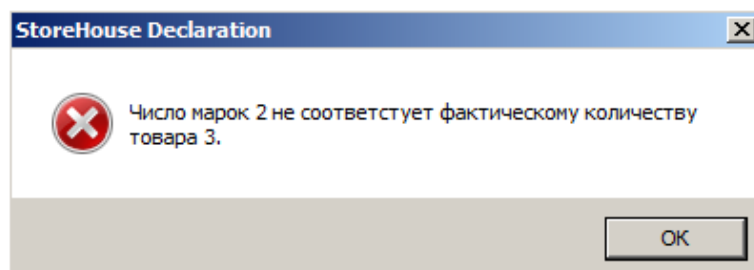 StoreHouse Declaration
Число марок 2 не соответстует фактическому количеству
товара 3.
OK